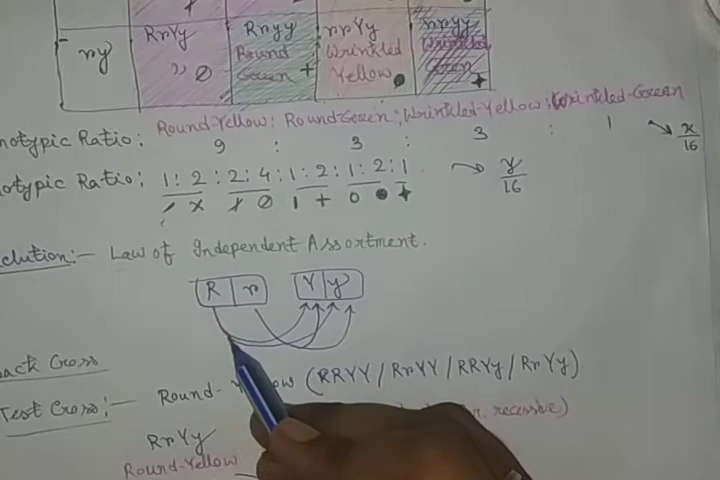 RrYy Rryy rrYy rryy
ry Round Wrinkled Wrinkled
Green Yellow Green
notypic Ratio: Round-Yellow: Round Green: Wrinkled-Yellow: Wrinkled-Green
9 : 3 : 3 : 1 x/16
notypic Ratio: 1:2:2:4:1:2:1:2:1 y/16
clution:- Law of Independent Assortment.
R r Y y
ack Cross
Test Cross:- Round- (RRYY/RrYY/RRYy/RrYy)
recessive)
RrYy
Round-Yellow